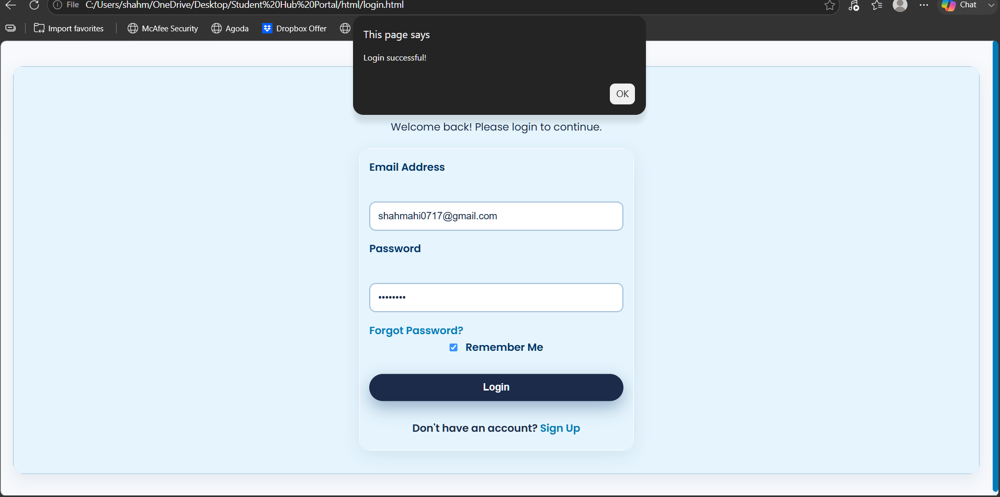 File C:/Users/shahm/OneDrive/Desktop/Student%20Hub%20Portal/html/login.html
Chat
Import favorites
McAfee Security
Agoda
Dropbox Offer
This page says
Login successful!
OK
Welcome back! Please login to continue.
Email Address
shahmahi0717@gmail.com
Password
••••••••
Forgot Password?
Remember Me
Login
Don't have an account? Sign Up